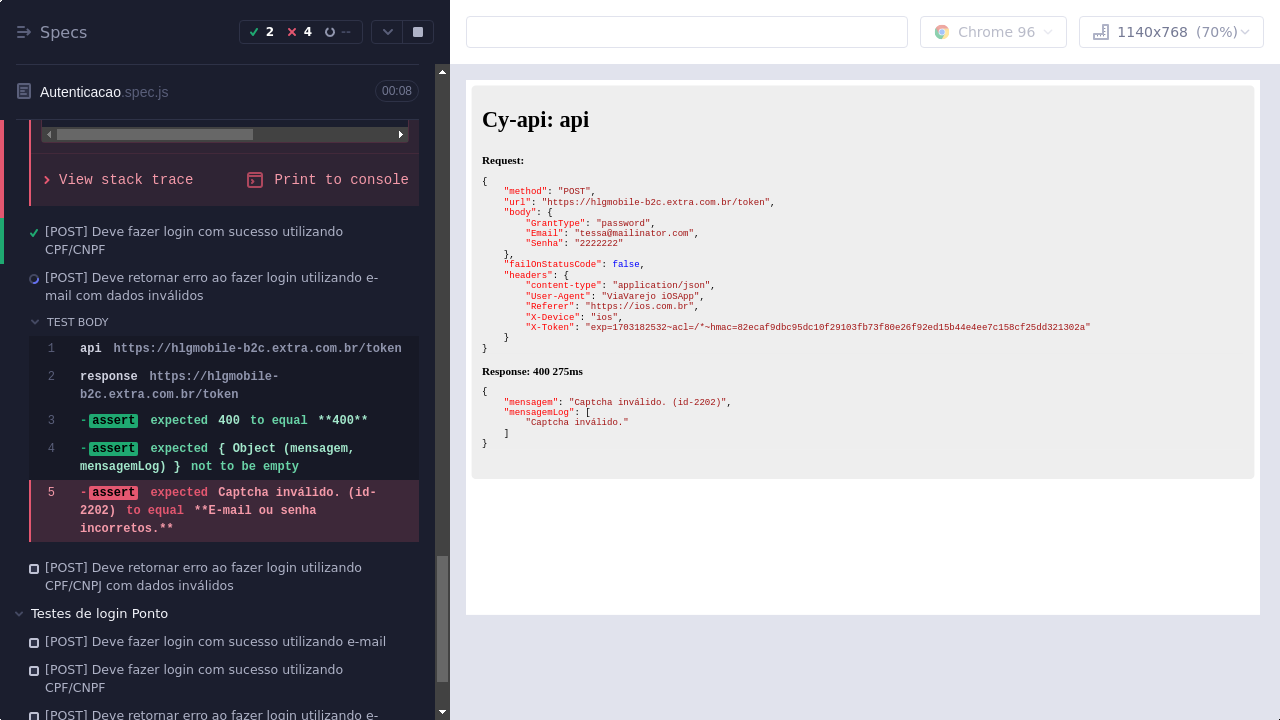 Specs
2
4
--
Chrome 96
1140x768 (70%)
Autenticacao.spec.js
00:08
View stack trace
Print to console
[POST] Deve fazer login com sucesso utilizando
CPF/CNPF
[POST] Deve retornar erro ao fazer login utilizando e-
mail com dados inválidos
TEST BODY
1 api https://hlgmobile-b2c.extra.com.br/token
2 response https://hlgmobile-
b2c.extra.com.br/token
3 -assert expected 400 to equal **400**
4 -assert expected { Object (mensagem,
mensagemLog) } not to be empty
5 -assert expected Captcha inválido. (id-
2202) to equal **E-mail ou senha
incorretos.**
[POST] Deve retornar erro ao fazer login utilizando
CPF/CNPJ com dados inválidos
Testes de login Ponto
[POST] Deve fazer login com sucesso utilizando e-mail
[POST] Deve fazer login com sucesso utilizando
CPF/CNPF
[POST] Deve retornar erro ao fazer login utilizando e-
Cy-api: api
Request:
{
"method": "POST",
"url": "https://hlgmobile-b2c.extra.com.br/token",
"body": {
"GrantType": "password",
"Email": "tessa@mailinator.com",
"Senha": "2222222"
},
"failOnStatusCode": false,
"headers": {
"content-type": "application/json",
"User-Agent": "ViaVarejo iOSApp",
"Referer": "https://ios.com.br",
"X-Device": "ios",
"X-Token": "exp=1703182532~acl=/*~hmac=82ecaf9dbc95dc10f29103fb73f80e26f92ed15b44e4ee7c158cf25dd321302a"
}
}
Response: 400 275ms
{
"mensagem": "Captcha inválido. (id-2202)",
"mensagemLog": [
"Captcha inválido."
]
}